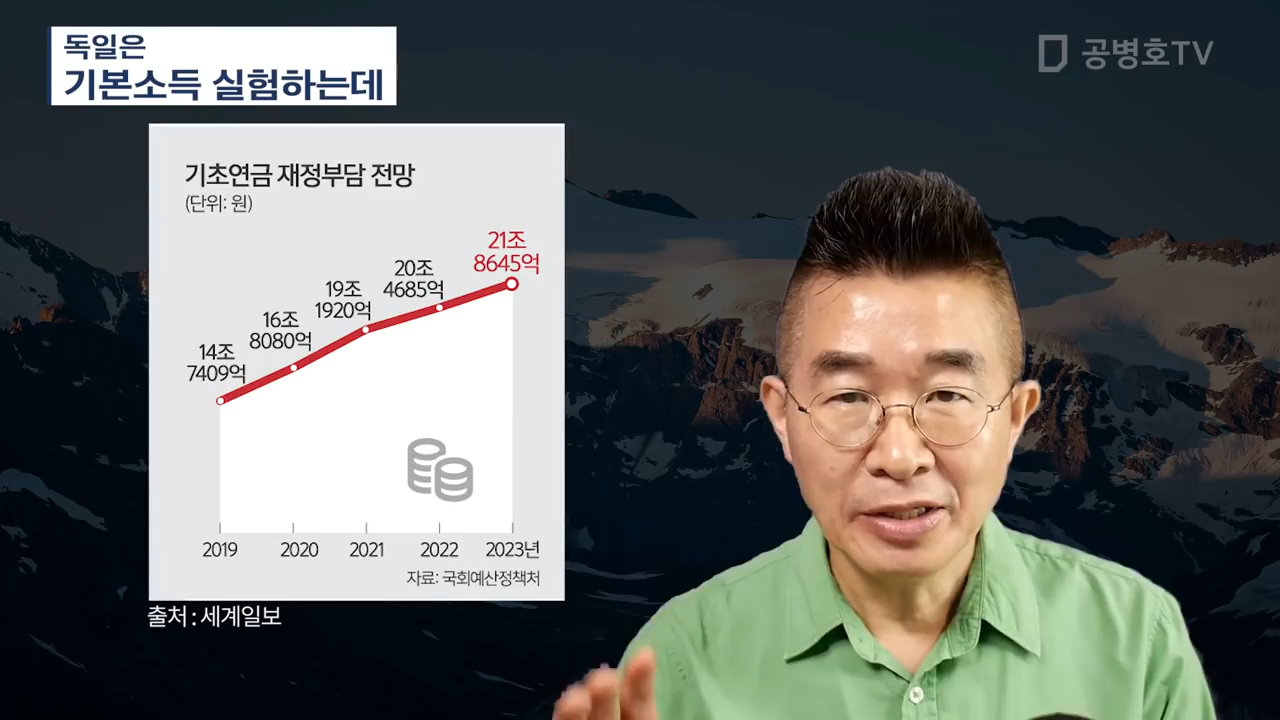 독일은
기본소득 실험하는데
공병호TV
기초연금 재정부담 전망
(단위: 원)
14조
7409억
16조
8080억
19조
1920억
20조
4685억
21조
8645억
2019
2020
2021
2022
2023년
자료: 국회예산정책처
출처 : 세계일보